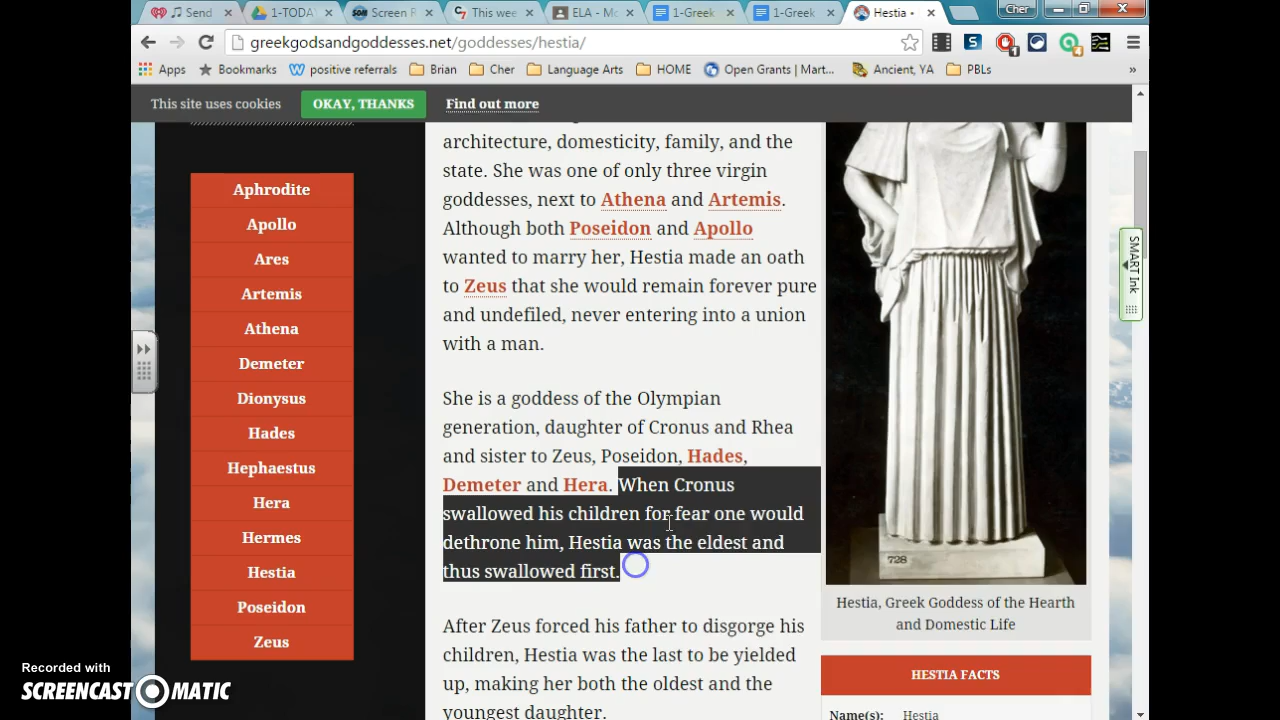 Send
1-TODA
Screen R
This wee
ELA - Mo
1-Greek
1-Greek
Hestia •
Cher
greekgodsandgoddesses.net/goddesses/hestia/
Apps
Bookmarks
positive referrals
Brian
Cher
Language Arts
HOME
Open Grants | Mart...
Ancient, YA
PBLs
»
This site uses cookies
OKAY, THANKS
Find out more
Aphrodite
Apollo
Ares
Artemis
Athena
Demeter
Dionysus
Hades
Hephaestus
Hera
Hermes
Hestia
Poseidon
Zeus
architecture, domesticity, family, and the
state. She was one of only three virgin
goddesses, next to Athena and Artemis.
Although both Poseidon and Apollo
wanted to marry her, Hestia made an oath
to Zeus that she would remain forever pure
and undefiled, never entering into a union
with a man.
She is a goddess of the Olympian
generation, daughter of Cronus and Rhea
and sister to Zeus, Poseidon, Hades,
Demeter and Hera. When Cronus
swallowed his children for fear one would
dethrone him, Hestia was the eldest and
thus swallowed first.
After Zeus forced his father to disgorge his
children, Hestia was the last to be yielded
up, making her both the oldest and the
youngest daughter.
728
Hestia, Greek Goddess of the Hearth
and Domestic Life
HESTIA FACTS
Name(s): Hestia
SMART Ink
Recorded with
SCREENCAST MATIC